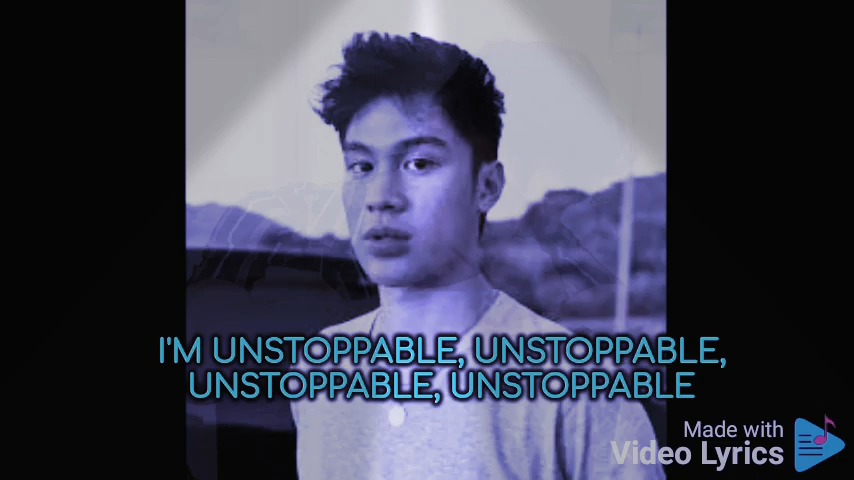 I'M UNSTOPPABLE, UNSTOPPABLE,
UNSTOPPABLE, UNSTOPPABLE
Made with
Video Lyrics